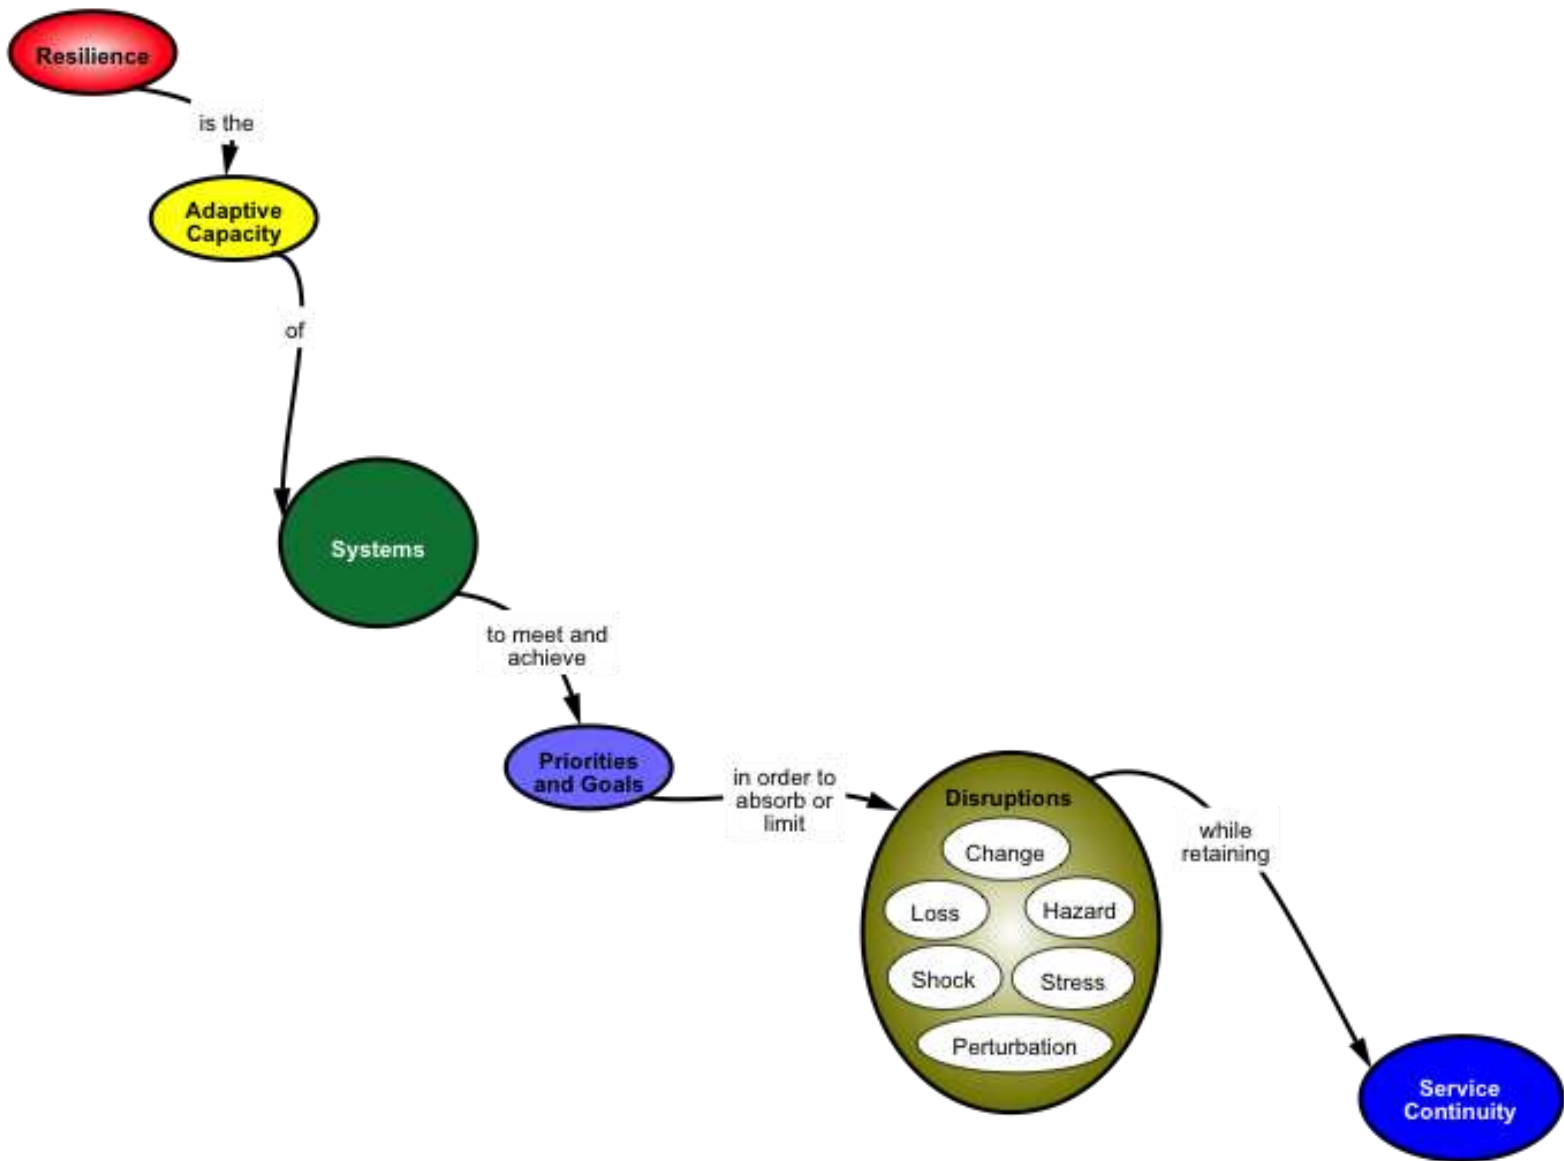 Resilience
is the
Adaptive
Capacity
of
Systems
to meet and
achieve
Priorities
and Goals
in order to
absorb or
limit
Disruptions
Change
Loss
Hazard
Shock
Stress
Perturbation
while
retaining
Service
Continuity